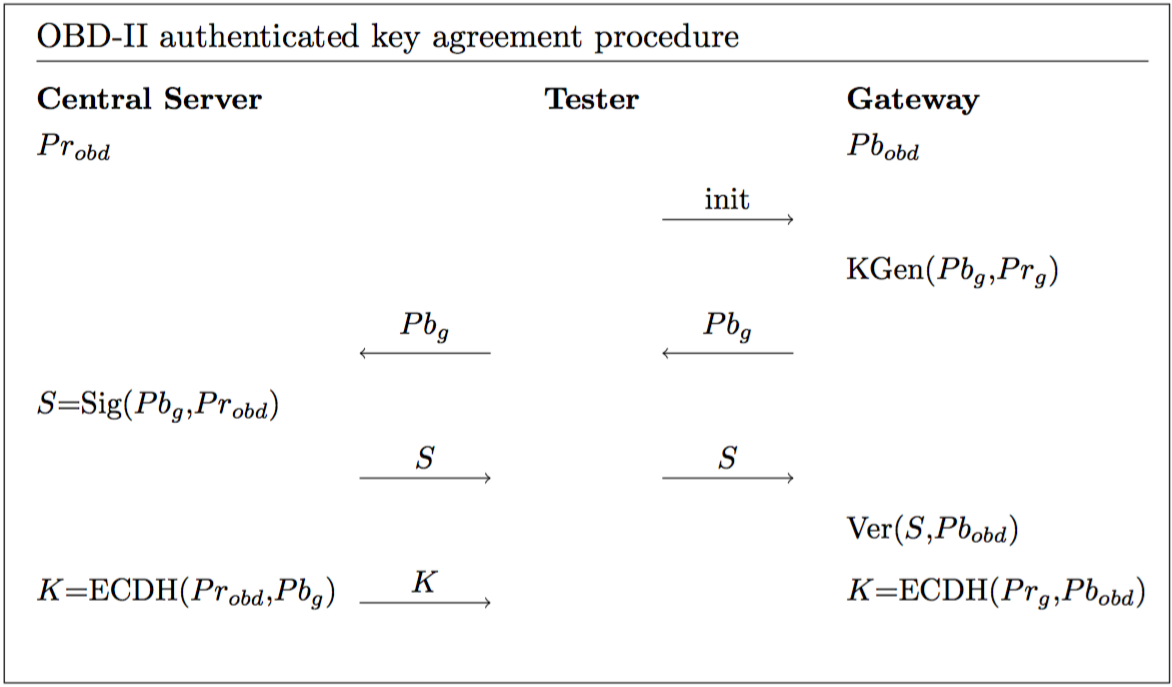 OBD-II authenticated key agreement procedure
Central Server Tester Gateway
Pr_obd Pb_obd
init
KGen(Pb_g,Pr_g)
Pb_g Pb_g
S=Sig(Pb_g,Pr_obd)
S S
Ver(S,Pb_obd)
K=ECDH(Pr_obd,Pb_g) K K=ECDH(Pr_g,Pb_obd)